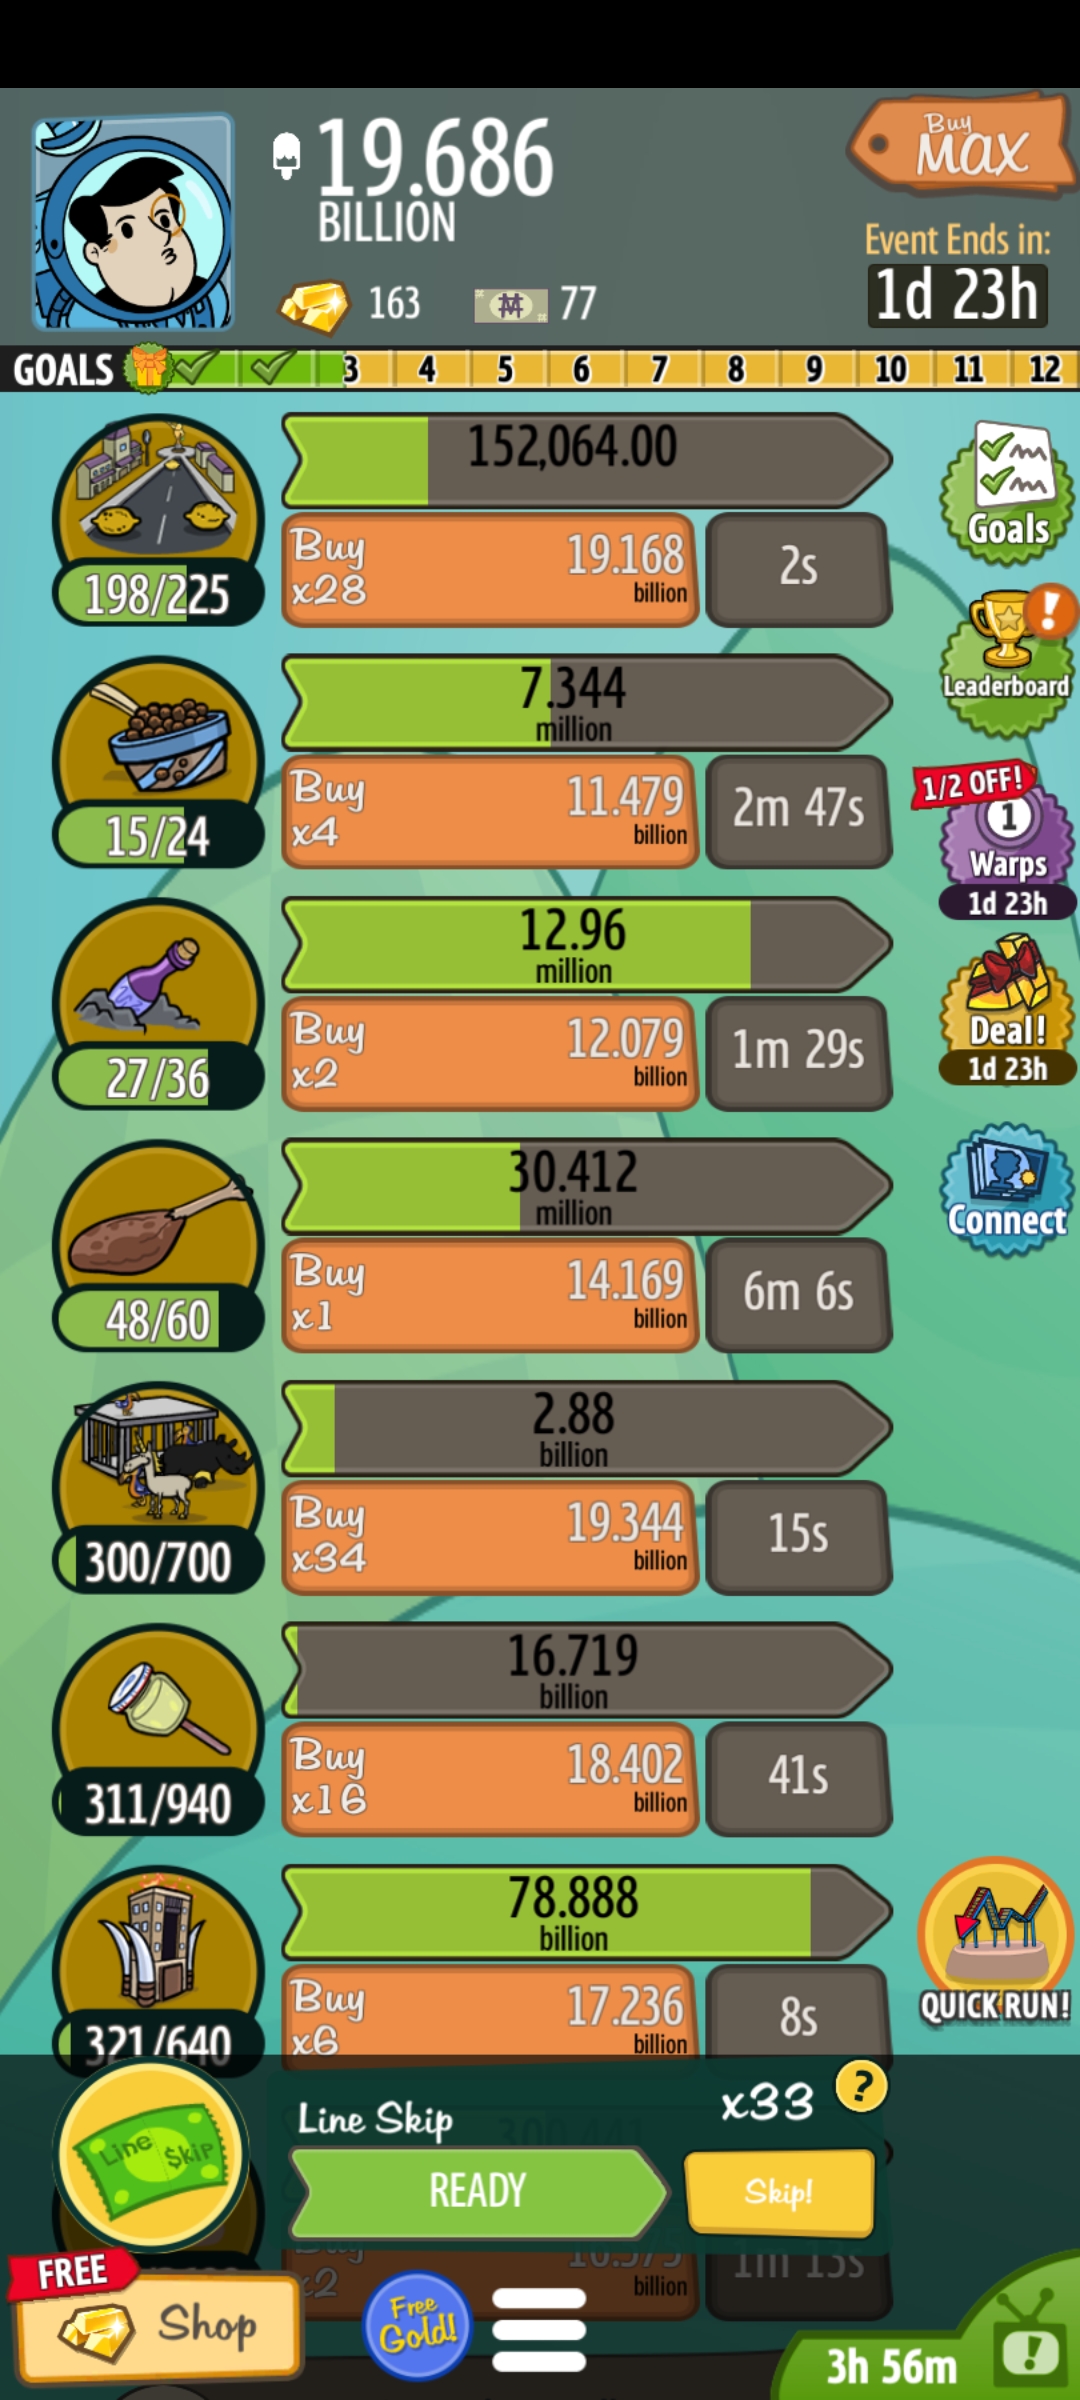 19.686
BILLION
Buy
MAX
Event Ends in:
1d 23h
163
77
GOALS
3 4 5 6 7 8 9 10 11 12
152,064.00
Goals
Buy
x28
19.168
billion
2s
198/225
Leaderboard
7.344
million
Buy
x4
11.479
billion
2m 47s
15/24
1/2 OFF!
1
Warps
1d 23h
12.96
million
Buy
x2
12.079
billion
1m 29s
27/36
Deal!
1d 23h
30.412
million
Connect
Buy
x1
14.169
billion
6m 6s
48/60
2.88
billion
Buy
x34
19.344
billion
15s
300/700
16.719
billion
Buy
x16
18.402
billion
41s
311/940
78.888
billion
Buy
x6
17.236
billion
8s
321/640
QUICK RUN!
Line Skip
x33
?
Line $kip
READY
Skip!
Buy
x2
billion
1m 13s
FREE
Shop
Free
Gold!
3h 56m